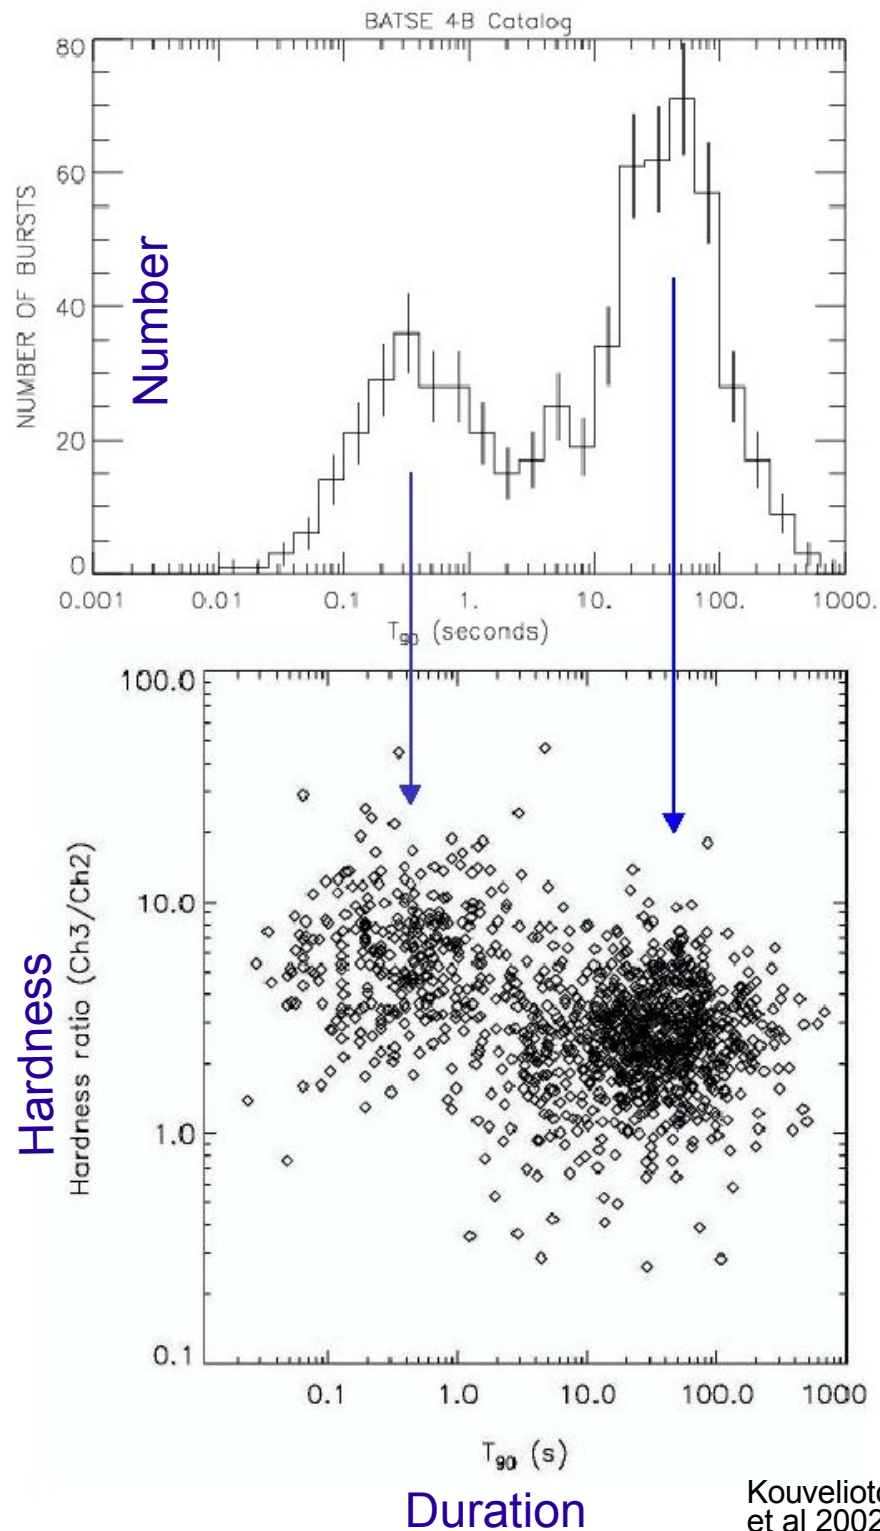 BATSE 4B Catalog
80
60
40
20
0
NUMBER OF BURSTS
Number
0.001 0.01 0.1 1. 10. 100. 1000.
T90 (seconds)
100.0
10.0
1.0
0.1
Hardness
Hardness ratio (Ch3/Ch2)
0.1 1.0 10.0 100.0 1000
T90 (s)
Duration
et al 2002